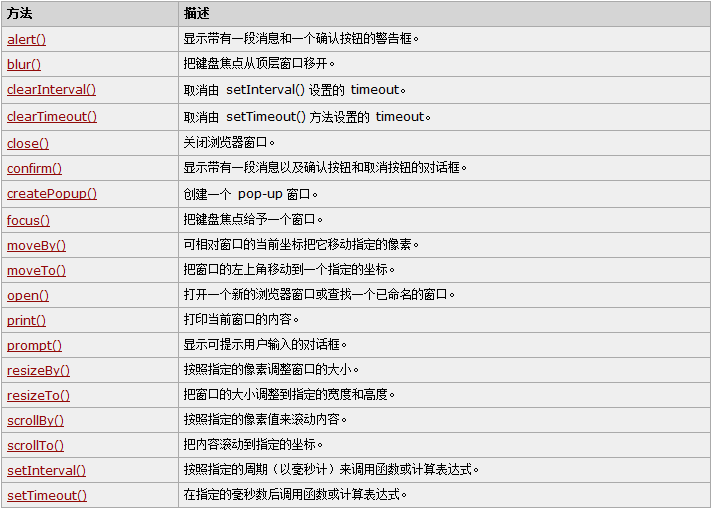 方法 描述
alert() 显示带有一段消息和一个确认按钮的警告框。
blur() 把键盘焦点从顶层窗口移开。
clearInterval() 取消由 setInterval() 设置的 timeout。
clearTimeout() 取消由 setTimeout() 方法设置的 timeout。
close() 关闭浏览器窗口。
confirm() 显示带有一段消息以及确认按钮和取消按钮的对话框。
createPopup() 创建一个 pop-up 窗口。
focus() 把键盘焦点给予一个窗口。
moveBy() 可相对窗口的当前坐标把它移动指定的像素。
moveTo() 把窗口的左上角移动到一个指定的坐标。
open() 打开一个新的浏览器窗口或查找一个已命名的窗口。
print() 打印当前窗口的内容。
prompt() 显示可提示用户输入的对话框。
resizeBy() 按照指定的像素调整窗口的大小。
resizeTo() 把窗口的大小调整到指定的宽度和高度。
scrollBy() 按照指定的像素值来滚动内容。
scrollTo() 把内容滚动到指定的坐标。
setInterval() 按照指定的周期（以毫秒计）来调用函数或计算表达式。
setTimeout() 在指定的毫秒数后调用函数或计算表达式。